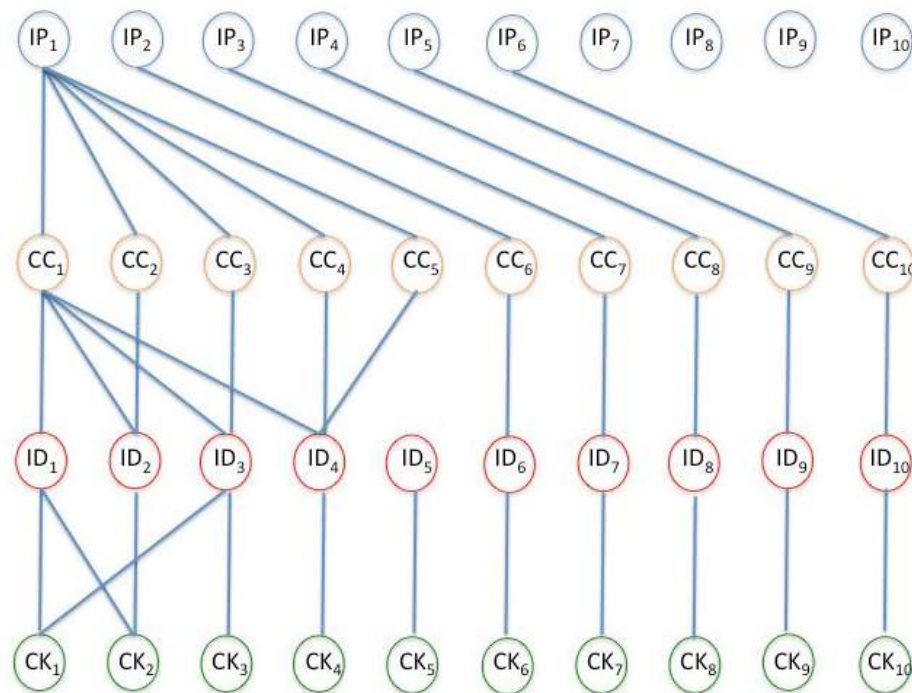 IP₁ IP₂ IP₃ IP₄ IP₅ IP₆ IP₇ IP₈ IP₉ IP₁₀
CC₁ CC₂ CC₃ CC₄ CC₅ CC₆ CC₇ CC₈ CC₉ CC₁₀
ID₁ ID₂ ID₃ ID₄ ID₅ ID₆ ID₇ ID₈ ID₉ ID₁₀
CK₁ CK₂ CK₃ CK₄ CK₅ CK₆ CK₇ CK₈ CK₉ CK₁₀